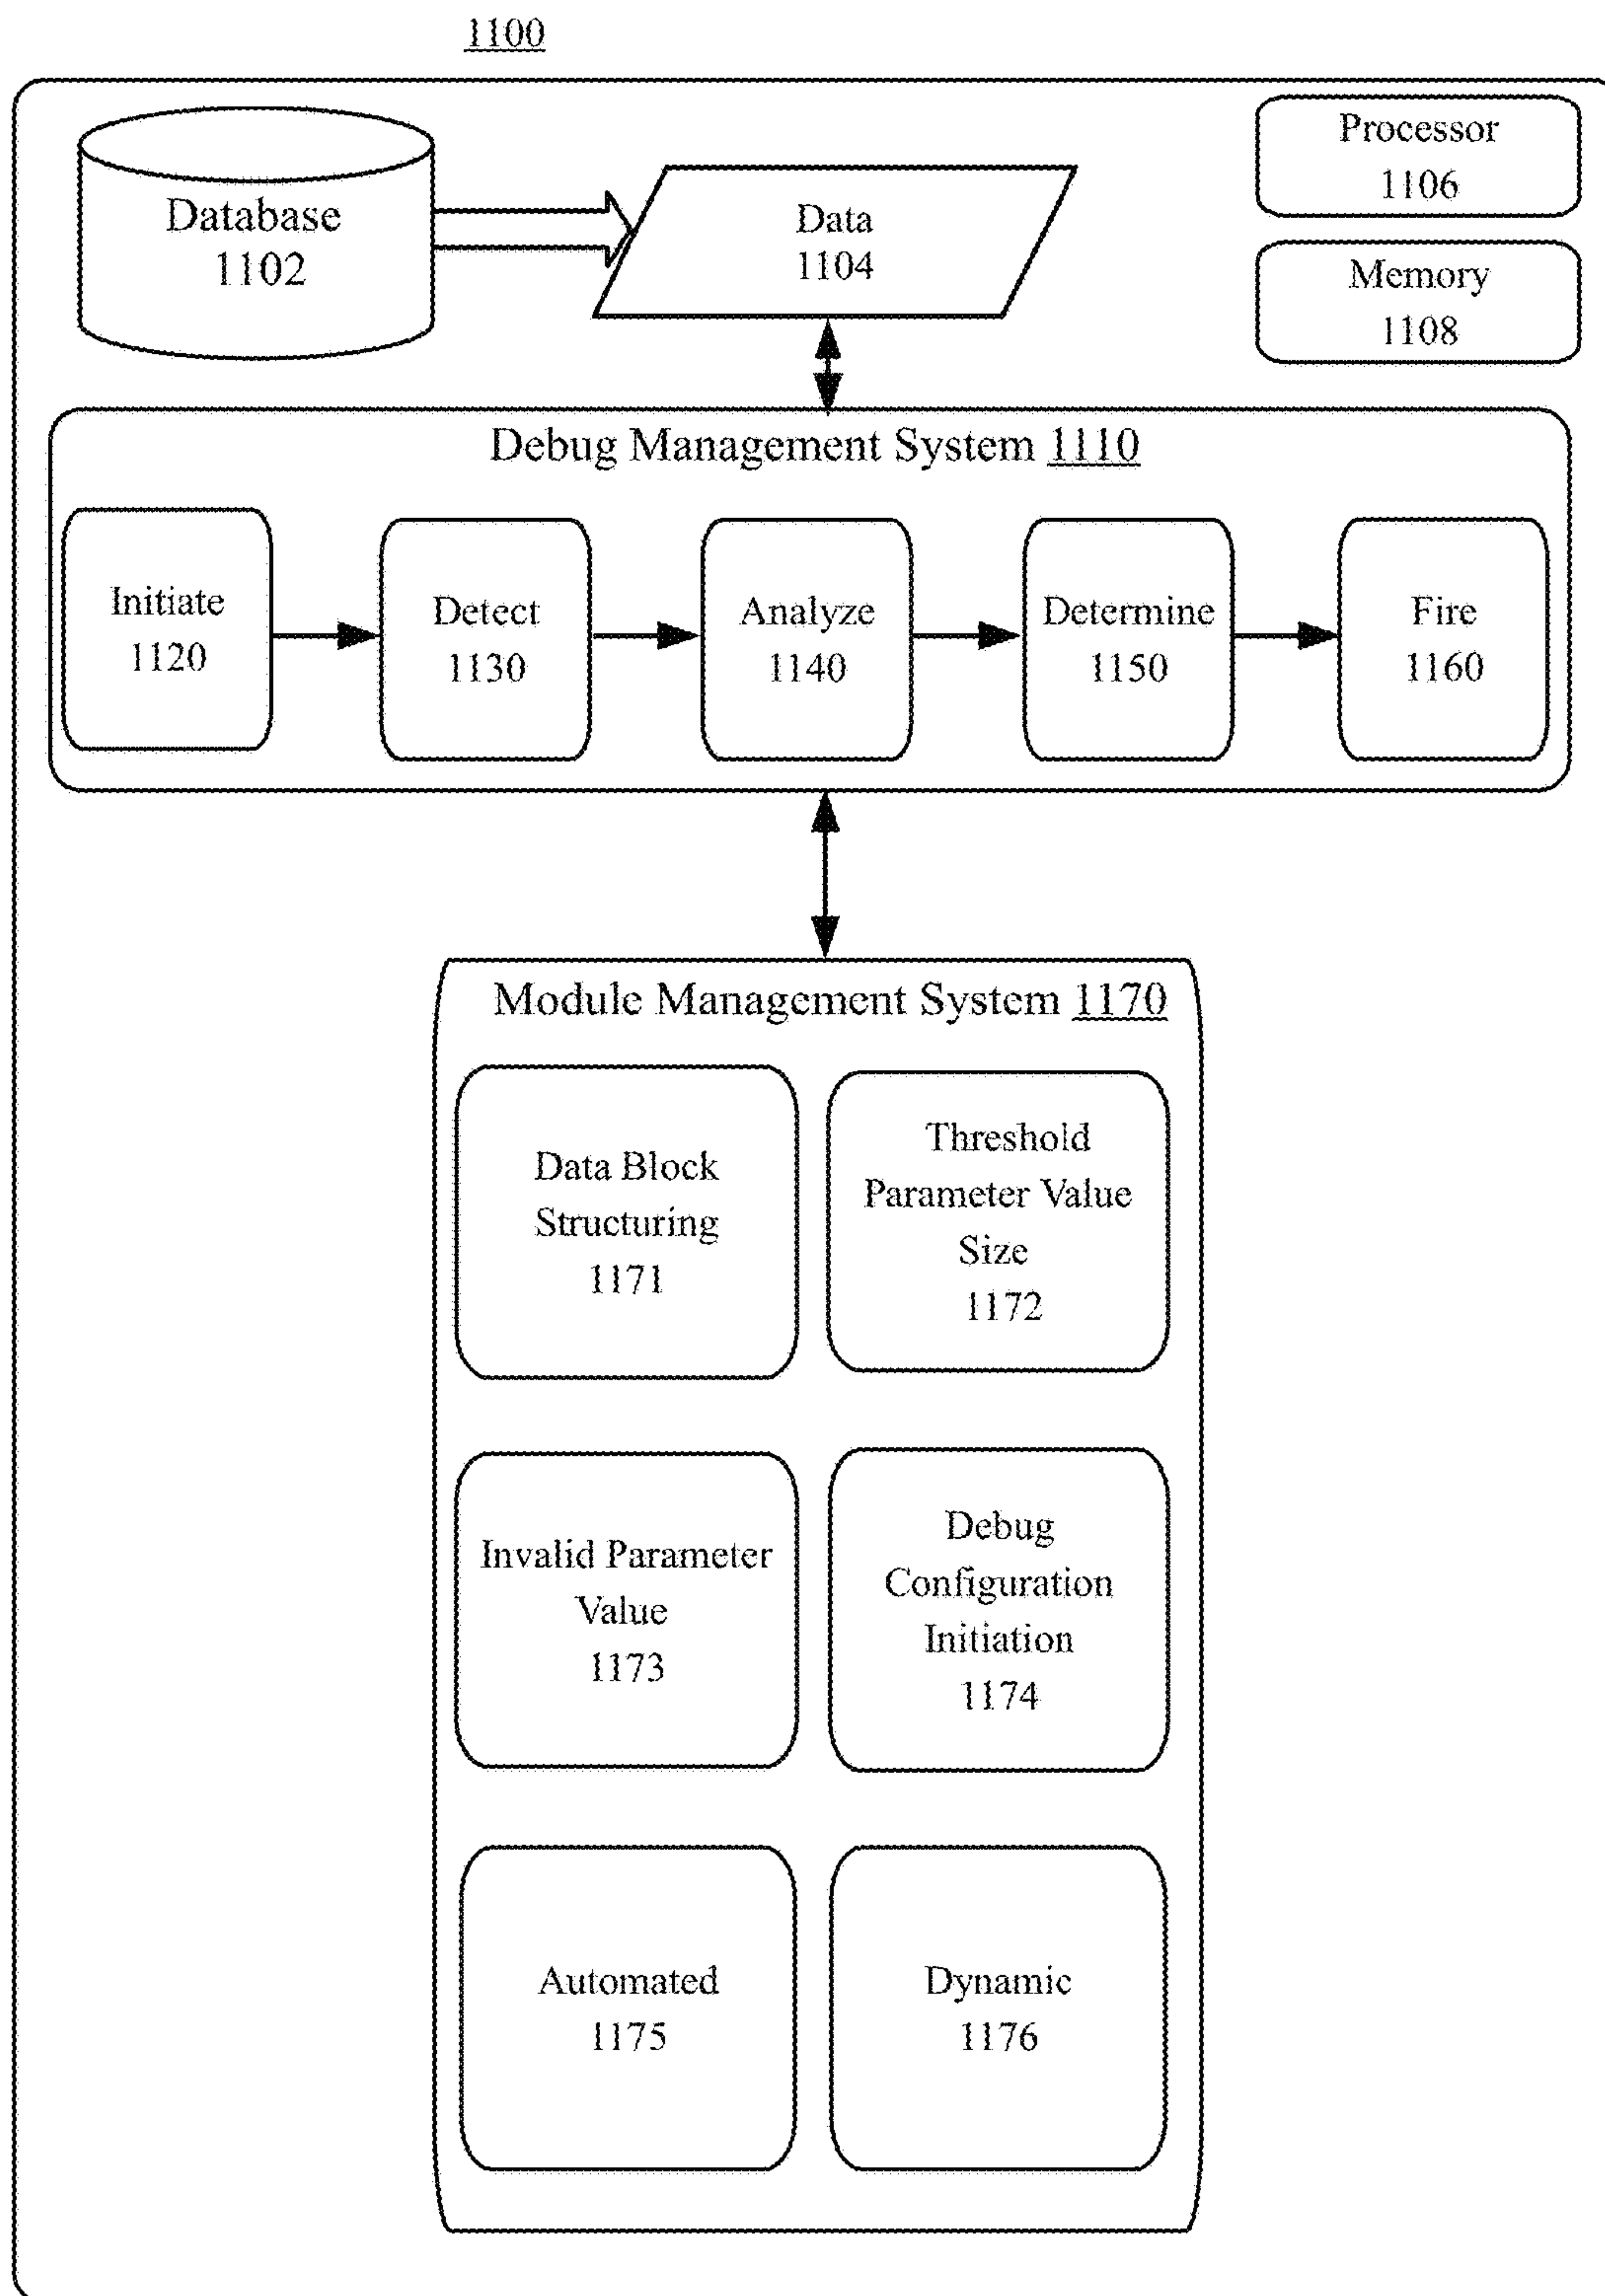 1100
Database
1102
Data
1104
Processor
1106
Memory
1108
Debug Management System 1110
Initiate
1120
Detect
1130
Analyze
1140
Determine
1150
Fire
1160
Module Management System 1170
Data Block
Structuring
1171
Threshold
Parameter Value
Size
1172
Invalid Parameter
Value
1173
Debug
Configuration
Initiation
1174
Automated
1175
Dynamic
1176